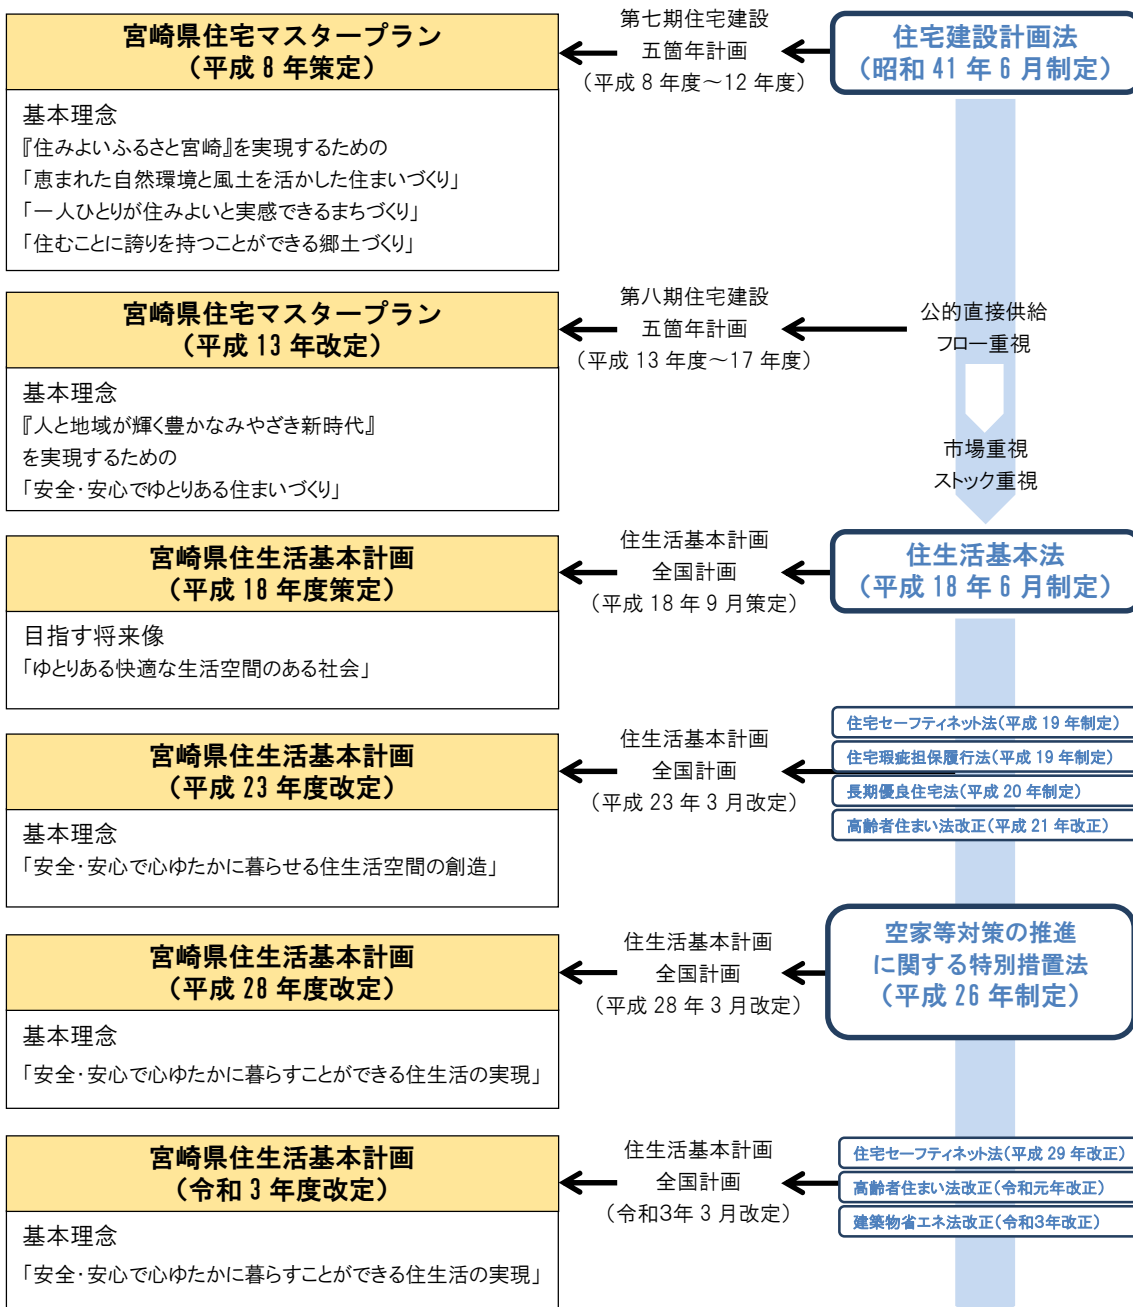 宮崎県住宅マスタープラン
（平成 8 年策定）
基本理念
『住みよいふるさと宮崎』を実現するための
「恵まれた自然環境と風土を活かした住まいづくり」
「一人ひとりが住みよいと実感できるまちづくり」
「住むことに誇りを持つことができる郷土づくり」
第七期住宅建設
五箇年計画
（平成 8 年度～12 年度）
住宅建設計画法
（昭和 41 年 6 月制定）
宮崎県住宅マスタープラン
（平成 13 年改定）
基本理念
『人と地域が輝く豊かなみやざき新時代』
を実現するための
「安全・安心でゆとりある住まいづくり」
第八期住宅建設
五箇年計画
（平成 13 年度～17 年度）
公的直接供給
フロー重視
市場重視
ストック重視
宮崎県住生活基本計画
（平成 18 年度策定）
目指す将来像
「ゆとりある快適な生活空間のある社会」
住生活基本計画
全国計画
（平成 18 年 9 月策定）
住生活基本法
（平成 18 年 6 月制定）
宮崎県住生活基本計画
（平成 23 年度改定）
基本理念
「安全・安心で心ゆたかに暮らせる住生活空間の創造」
住生活基本計画
全国計画
（平成 23 年 3 月改定）
住宅セーフティネット法（平成 19 年制定）
住宅瑕疵担保履行法（平成 19 年制定）
長期優良住宅法（平成 20 年制定）
高齢者住まい法改正（平成 21 年改正）
宮崎県住生活基本計画
（平成 28 年度改定）
基本理念
「安全・安心で心ゆたかに暮らすことができる住生活の実現」
住生活基本計画
全国計画
（平成 28 年 3 月改定）
空家等対策の推進
に関する特別措置法
（平成 26 年制定）
宮崎県住生活基本計画
（令和 3 年度改定）
基本理念
「安全・安心で心ゆたかに暮らすことができる住生活の実現」
住生活基本計画
全国計画
（令和３年 3 月改定）
住宅セーフティネット法（平成 29 年改正）
高齢者住まい法改正（令和元年改正）
建築物省エネ法改正（令和３年改正）